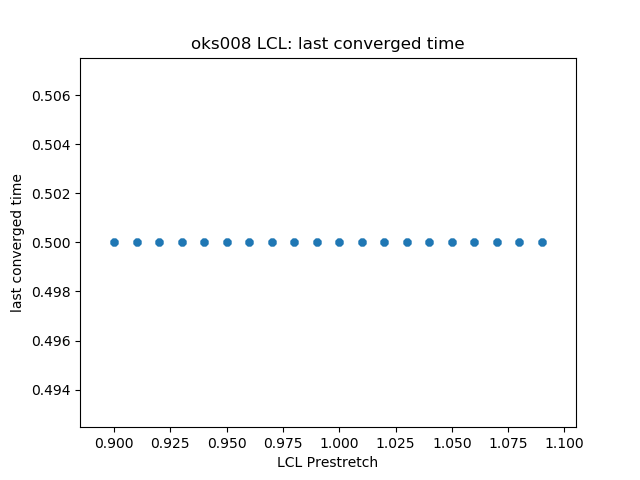 oks008 LCL: last converged time
last converged time
0.506
0.504
0.502
0.500
0.498
0.496
0.494
0.900 0.925 0.950 0.975 1.000 1.025 1.050 1.075 1.100
LCL Prestretch